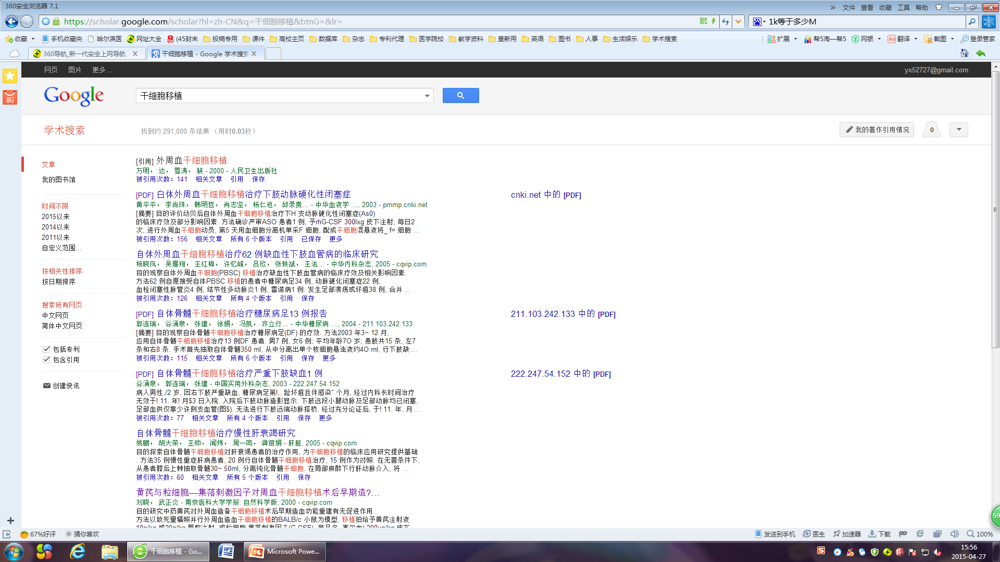 360安全浏览器 7.1
» 文件 查看 收藏 工具 帮助
https://scholar.google.com/scholar?hl=zh-CN&q=干细胞移植&btnG=&lr=
1k等于多少M
收藏 手机收藏夹 哈尔滨医 网址大全 (45封未 投稿专用 课件 高校主页 数据库 杂志 专利代理 医学院校 教学资料 查新用 英语 图书 人事 生活娱乐 学术搜索
扩展 帮5淘—帮5 网银 翻译 截图 登录管家
360导航_新一代安全上网导航
干细胞移植 - Google 学术搜索
网页 图片 更多…
yx52727@gmail.com
购
Google
干细胞移植
学术搜索
找到约 291,000 条结果 （用时0.03秒）
我的著作引用情况
0
文章
我的图书馆
时间不限
2015以来
2014以来
2011以来
自定义范围...
按相关性排序
按日期排序
搜索所有网页
中文网页
简体中文网页
包括专利
包含引用
创建快讯
[引用] 外周血干细胞移植
万明， 达， 雪涛， 裴 - 2000 - 人民卫生出版社
被引用次数：141 相关文章 引用 保存
[PDF] 白体外周血干细胞移植治疗下肢动脉硬化性闭塞症
cnki.net 中的 [PDF]
黄平平， 李尚珠， 韩明哲， 肖志坚， 杨仁池， 邱录贵… - 中华血液学 …, 2003 - pmmp.cnki.net
[摘要] 目的评价动贝后自体外周血干细胞移植治疗下H 支动脉硬化性闭塞症(As0)
的临床疗效及部分影响因素. 方法确诊严审ASO 患者1 例, 予rhG-CSF 300lxg 皮下注射, 每日2
次, 进行外周血干细胞动员, 第5 天用血细胞分离机单采F 细胞, 配成干细胞混悬液将_ f= 细胞 ...
被引用次数：156 相关文章 所有 6 个版本 引用 已保存 更多
自体外周血干细胞移植治疗62 例缺血性下肢血管病的临床研究
杨晓凤， 吴雁翔， 王红梅， 许忆峰， 吕欣， 张轶斌， 王法… - 中华内科杂志, 2005 - cqvip.com
目的观察自体外周血干细胞(PBSC) 移植治疗缺血性下肢血管病的临床疗效及相关影响因素.
方法62 例自愿接受自体PBSC 移植的患者中糖尿病足34 例, 动脉硬化闭塞症22 例,
血栓闭塞性脉管炎4 例, 结节性多动脉炎1 例, 雷诺病1 例. 发生足部溃疡或坏疽38 例, 合并 ...
被引用次数：126 相关文章 所有 4 个版本 引用 保存
[PDF] 自体骨髓干细胞移植治疗糖尿病足13 例报告
211.103.242.133 中的 [PDF]
郭连瑞， 谷涌泉， 张建， 徐娟， 冯凯， 齐立行… - 中华糖尿病 …, 2004 - 211.103.242.133
[摘要] 目的观察自体骨髓干细胞移植治疗糖尿病足(DF) 的疗效. 方法2003 年3~ 12 月,
应用自体骨髓干细胞移植治疗13 例DF 患者. 男7 例, 女6 例; 平均年龄7O 岁; 患肢共15 条, 左7
条和右8 条. 手术首先抽取自体骨髓350 ml, 从中分离出单个核细胞悬浊液约4O ml, 行下肢缺 ...
被引用次数：115 相关文章 所有 6 个版本 引用 保存 更多
[PDF] 自体骨髓干细胞移植治疗严重下肢缺血1 例
222.247.54.152 中的 [PDF]
谷涌泉， 郭连瑞， 张建 - 中国实用外科杂志, 2003 - 222.247.54.152
病人男性,/2 岁, 因右下肢严重缺血, 糖尿病足第!,. 趾坏疽且伴感染" 个月, 经过内科长时间治疗
无效于! 11. 年! 月$3 日入院. 入院后下肢动脉造影显示: 下肢远段小腿动脉及足部动脉均已闭塞,
足部血供仅靠少许侧支血管(图$). 无法进行下肢远端动脉搭桥. 经过充分论证后, 于! 11. 年. 月 ...
被引用次数：77 相关文章 所有 4 个版本 引用 保存 更多
自体骨髓干细胞移植治疗慢性肝衰竭研究
姚鹏， 胡大荣， 王帅， 闻炜， 周一鸣， 龚丽娟 - 肝脏, 2005 - cqvip.com
目的探索自体骨髓干细胞移植对肝衰竭患者的治疗作用, 为干细胞移植的临床应用研究提供基础
. 方法35 例慢性重症肝病患者, 20 例行自体骨髓干细胞移植治疗, 15 例作为对照. 在无菌条件下,
从患者髂后上棘抽取骨髓30~ 50ml, 分离纯化骨髓干细胞. 在局部麻醉下行肝动脉介入, 将 ...
被引用次数：60 相关文章 所有 5 个版本 引用 保存
黄芪与粒细胞—集落刺激因子对周血干细胞移植术后早期造?…
刘晓， 武正炎 - 南京医科大学学报: 自然科学版, 2000 - cqvip.com
目的研究中药黄芪对外周血造备干细胞移植术后早期造血功能重建有无促进作用.
方法以致死量辐照并行外周血造血干细胞移植的BALB/c 小鼠为模型, 移植拍给予黄芪注射液
59
67%好评 猜你喜欢
发送到手机 医生 加速器 下载 100%
干细胞移植 - Go...
Microsoft Powe...
15:56
2015-04-27